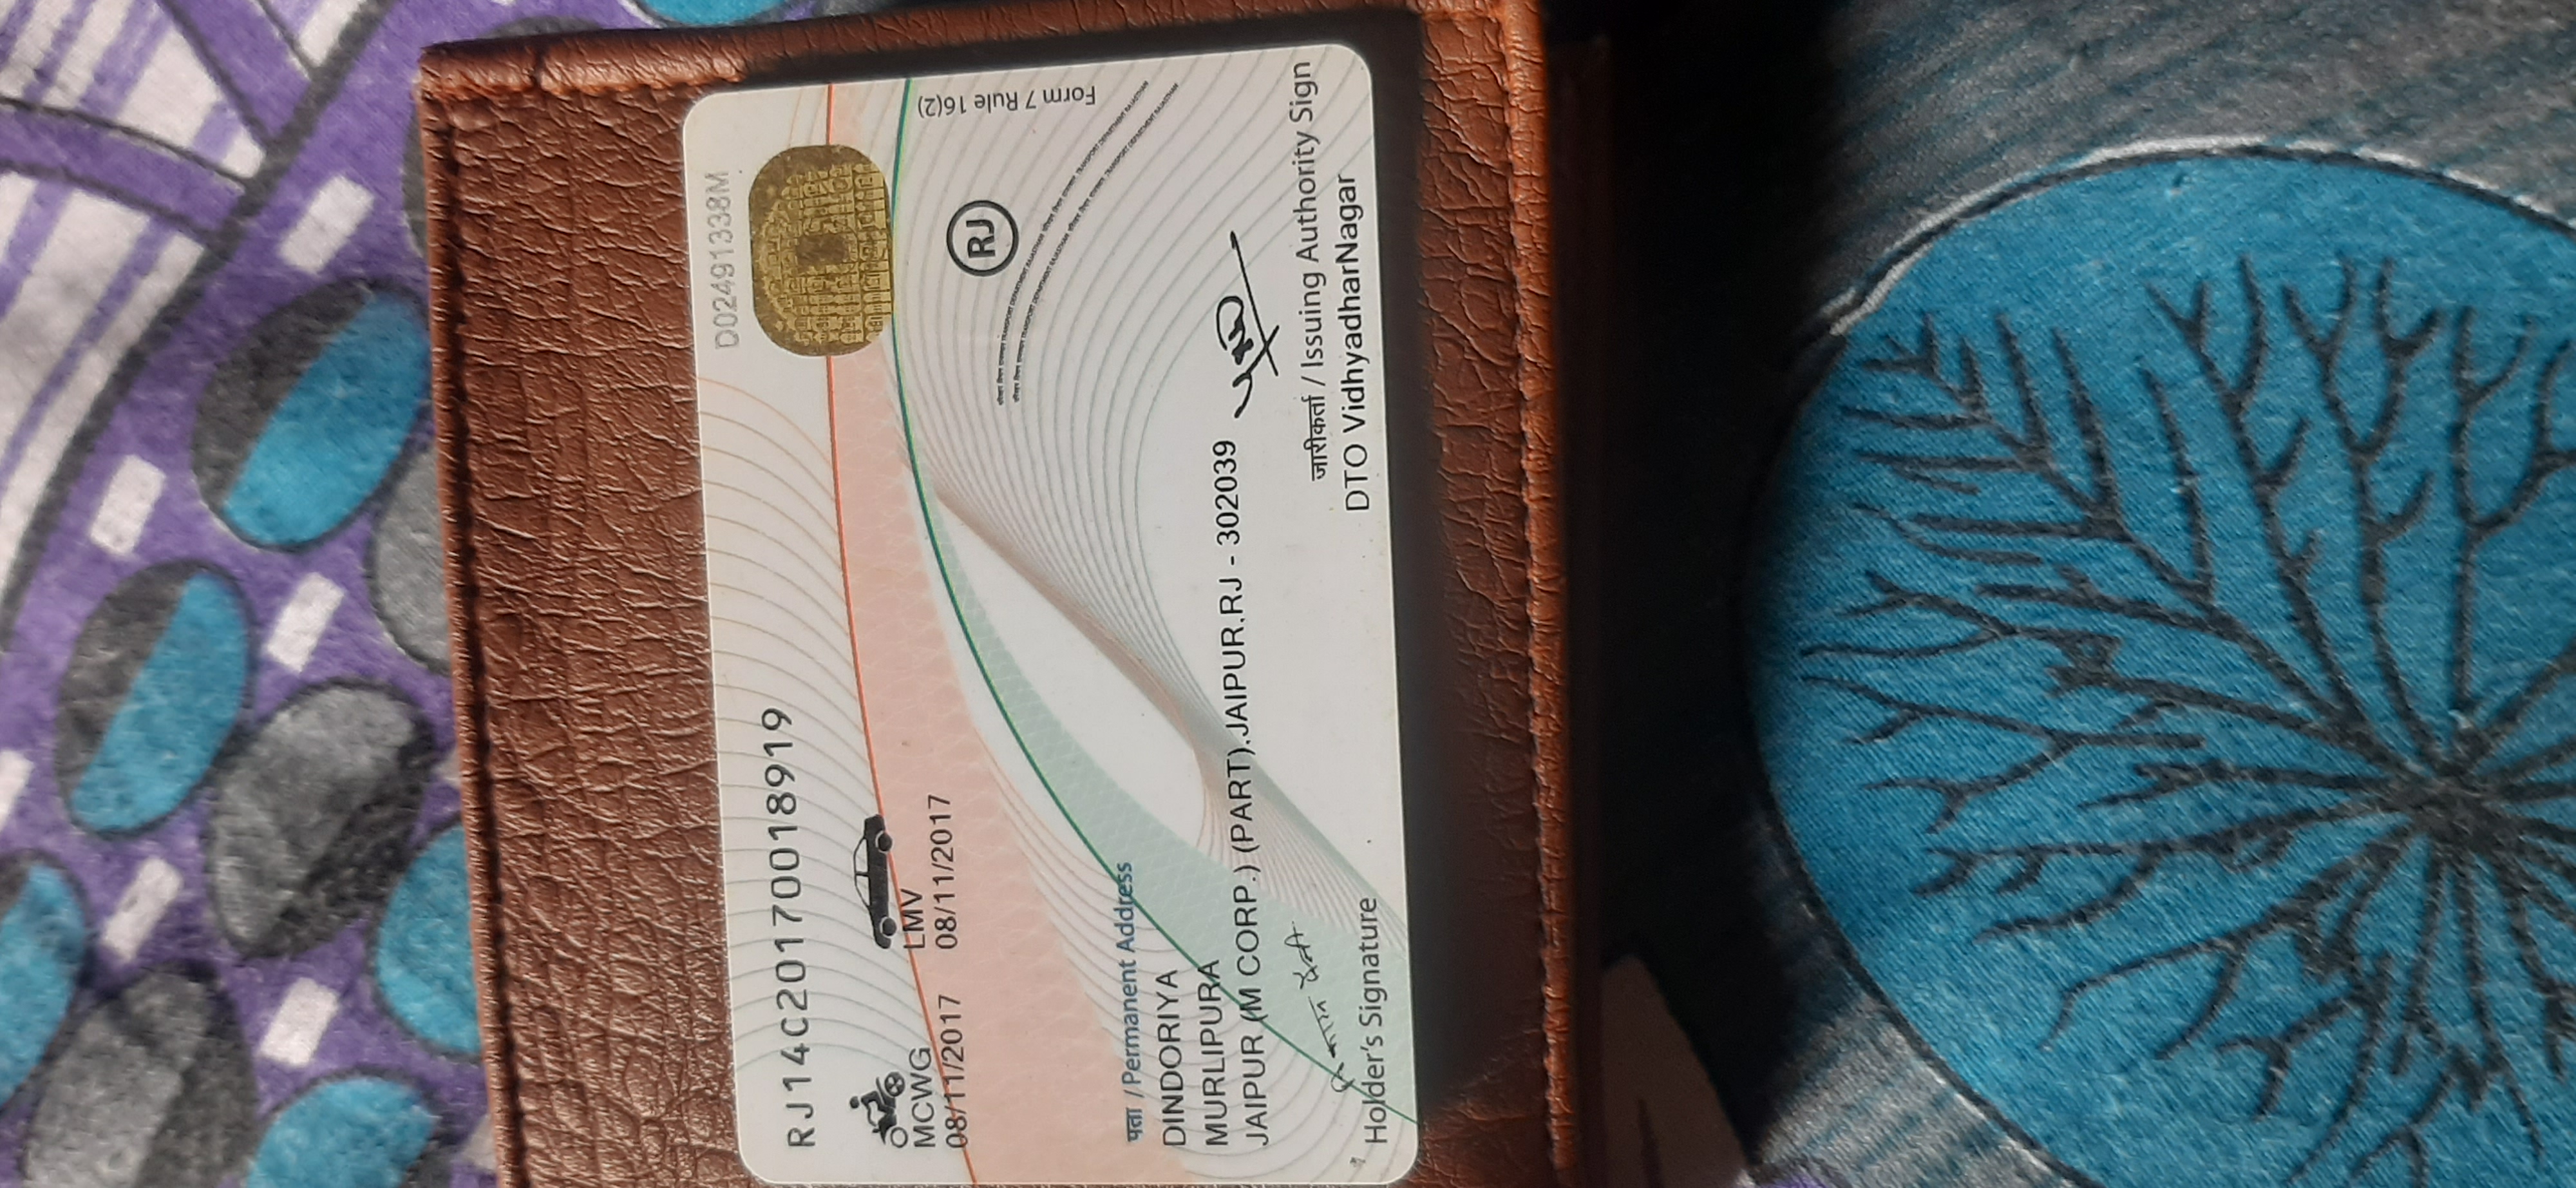 D02491338M
RJ14C20170018919
MCWG LMV
08/11/2017 08/11/2017
Form 7 Rule 16(2)
RJ
पता / Permanent Address
DINDORIYA
MURLIPURA
JAIPUR (M CORP.) (PART),JAIPUR,RJ - 302039
देवी
Holder's Signature
जारीकर्ता / Issuing Authority Sign
DTO VidhyadharNagar